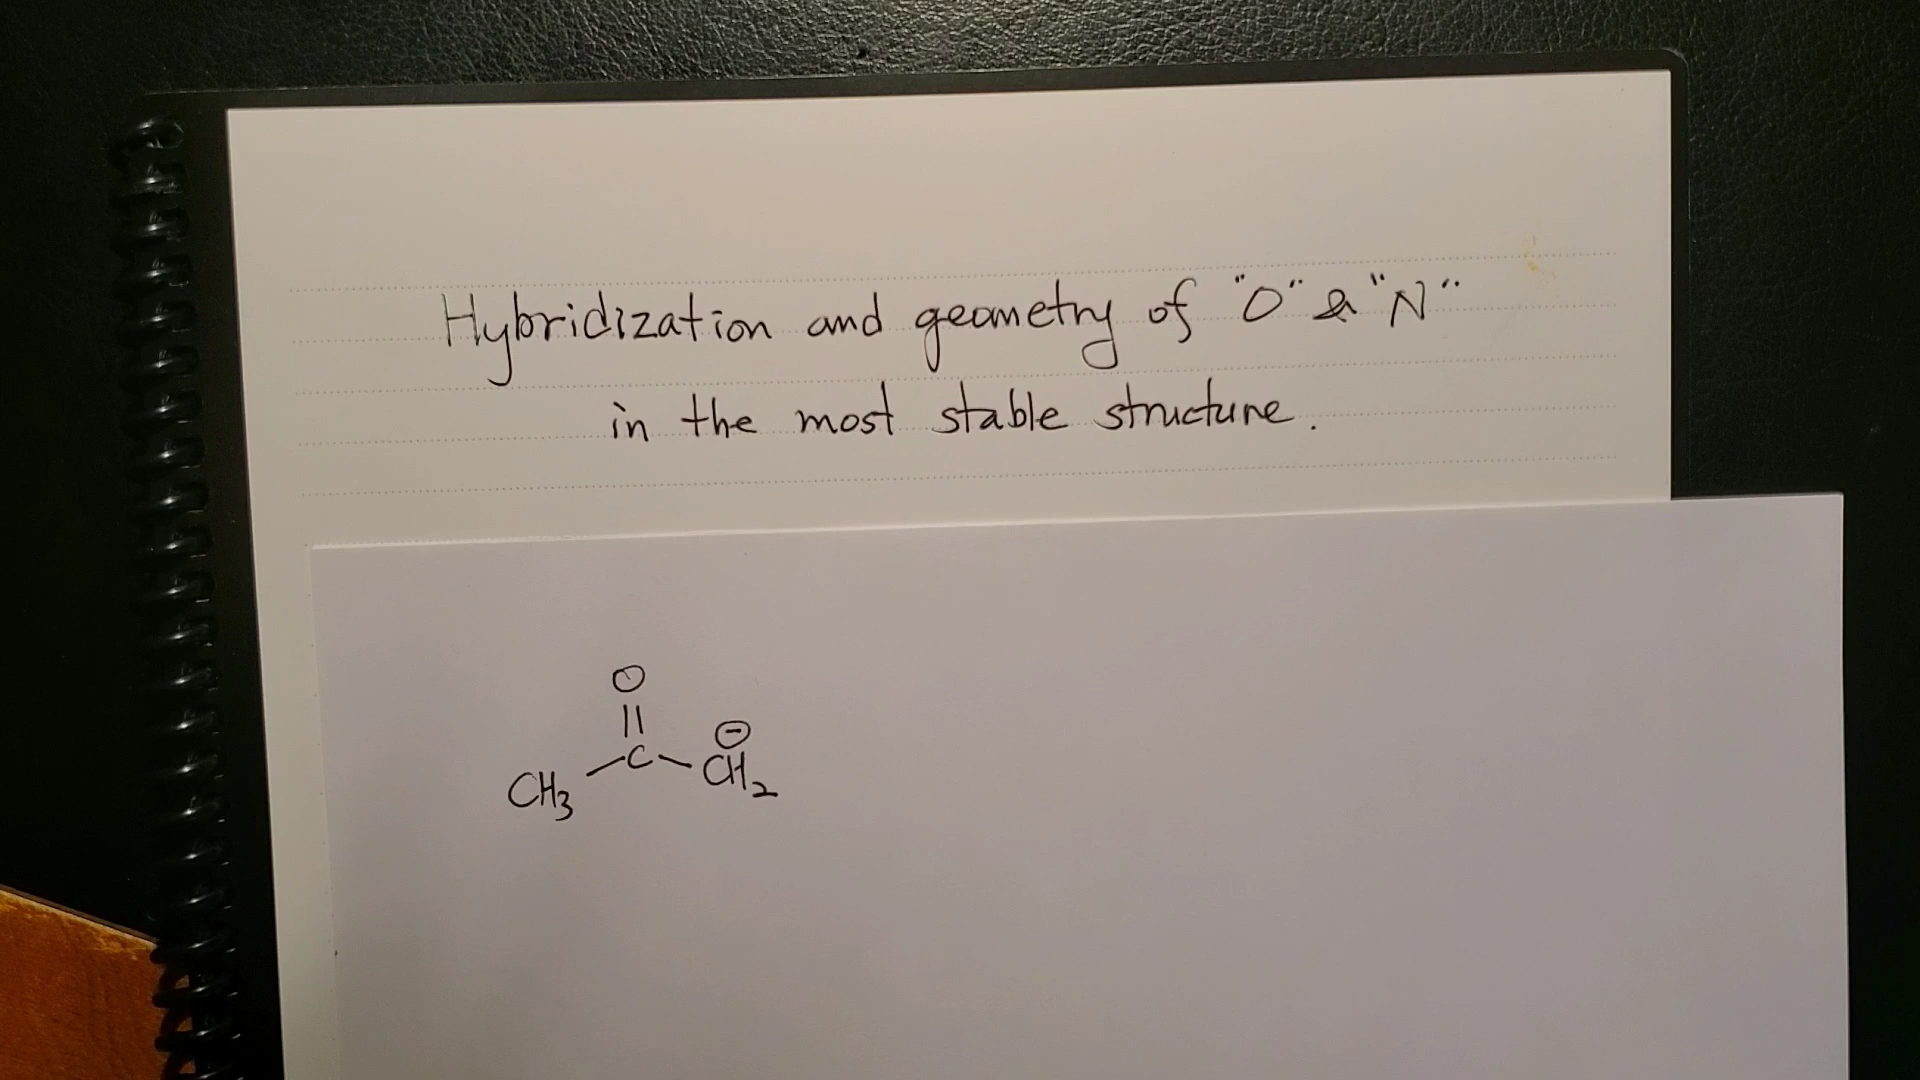 Hybridization and geometry of "O" & "N"
in the most stable structure.
O
||
CH3 - C - CH2 ⊖